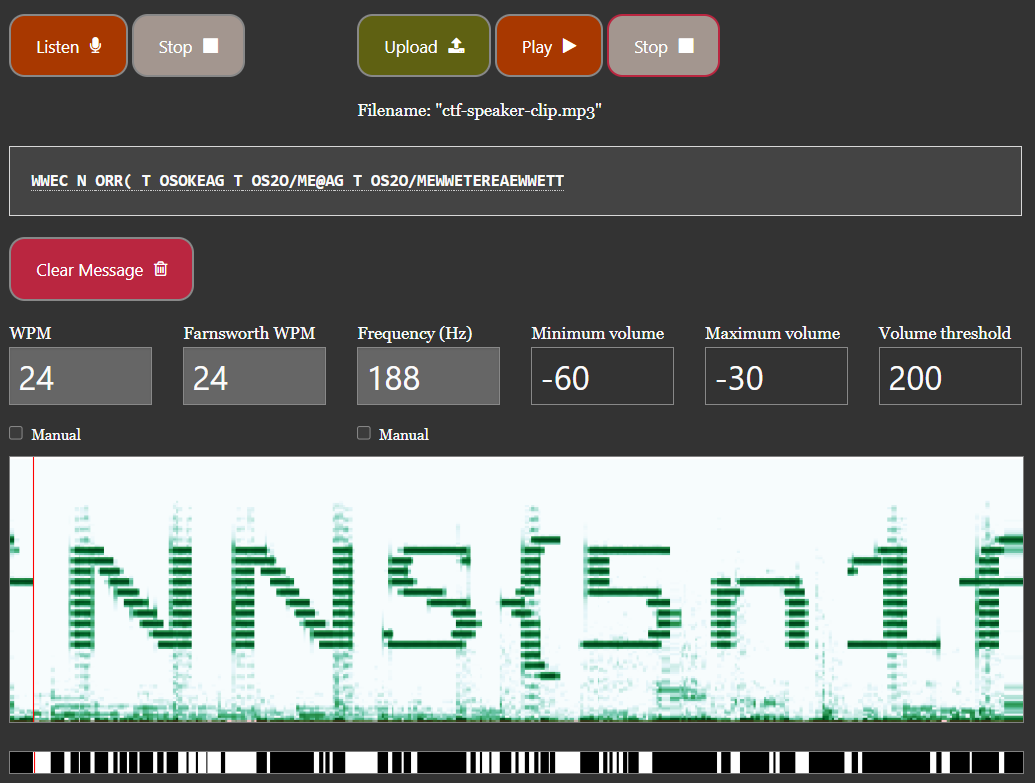 Listen Stop Upload Play Stop
Filename: "ctf-speaker-clip.mp3"
WWEC N ORR( T OSOKEAG T OS2O/ME@AG T OS2O/MEWWETEREAEWWETT
Clear Message
WPM Farnsworth WPM Frequency (Hz) Minimum volume Maximum volume Volume threshold
24 24 188 -60 -30 200
Manual Manual
NNS{5n1f